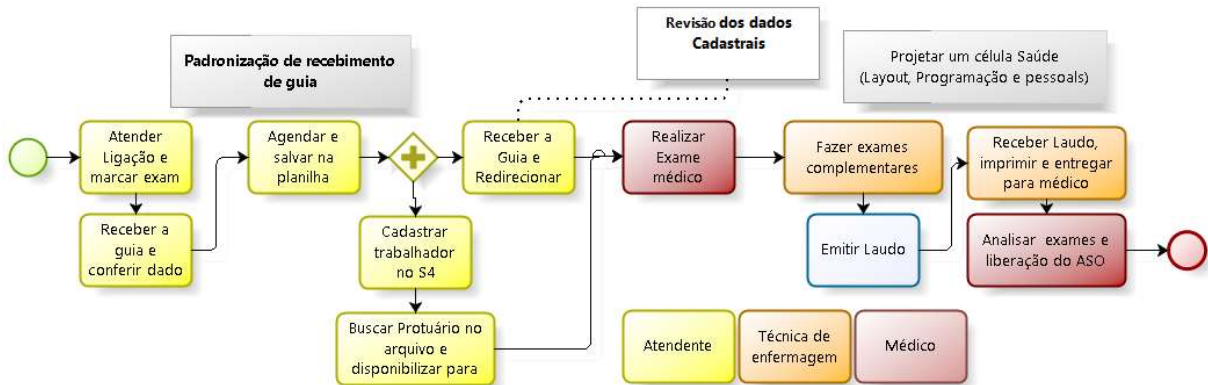 Padronização de recebimento
de guia
Revisão dos dados
Cadastrais
Projetar um célula Saúde
(Layout, Programação e pessoals)
Atender
Ligação e
marcar exam
Agendar e
salvar na
planilha
Receber a
Guia e
Redirecionar
Realizar
Exame
médico
Fazer exames
complementares
Receber Laudo,
imprimir e entregar
para médico
Receber a
guia e
conferir dado
Cadastrar
trabalhador
no S4
Emitir Laudo
Analisar exames e
liberação do ASO
Buscar Protuário no
arquivo e
disponibilizar para
Atendente
Técnica de
enfermagem
Médico